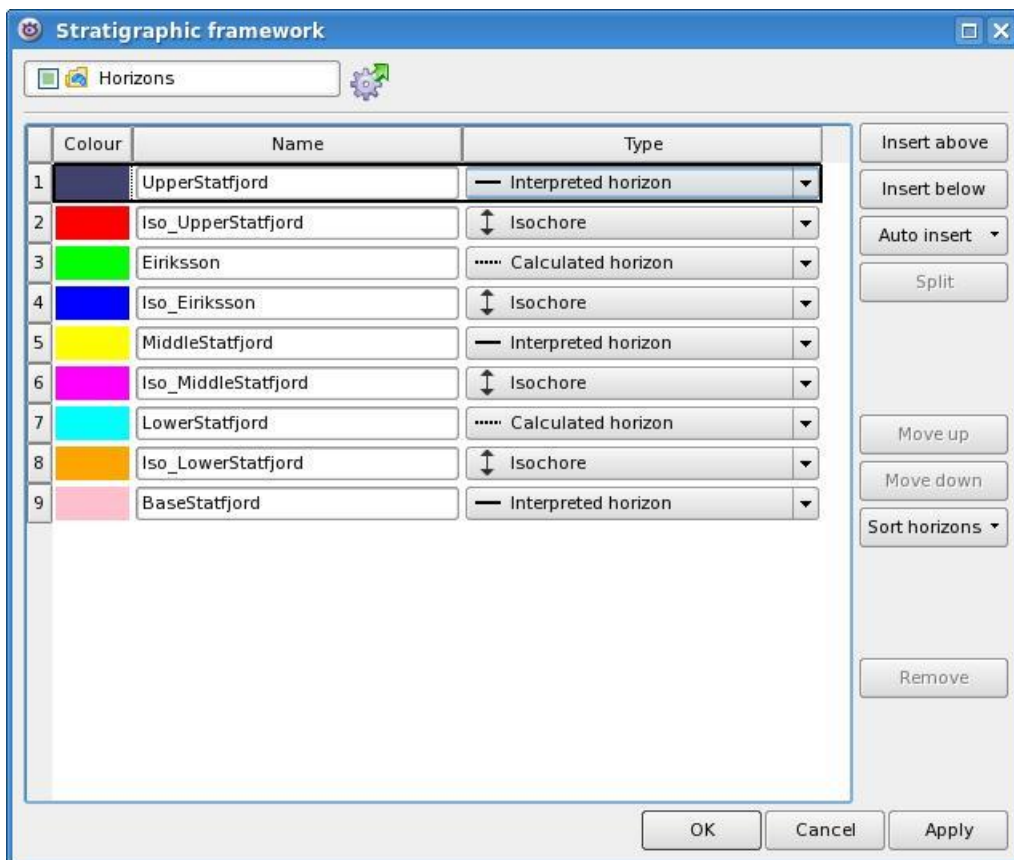 Stratigraphic framework
Horizons
Colour Name Type
1 UpperStatfjord Interpreted horizon
2 Iso_UpperStatfjord Isochore
3 Eiriksson Calculated horizon
4 Iso_Eiriksson Isochore
5 MiddleStatfjord Interpreted horizon
6 Iso_MiddleStatfjord Isochore
7 LowerStatfjord Calculated horizon
8 Iso_LowerStatfjord Isochore
9 BaseStatfjord Interpreted horizon
Insert above
Insert below
Auto insert
Split
Move up
Move down
Sort horizons
Remove
OK Cancel Apply